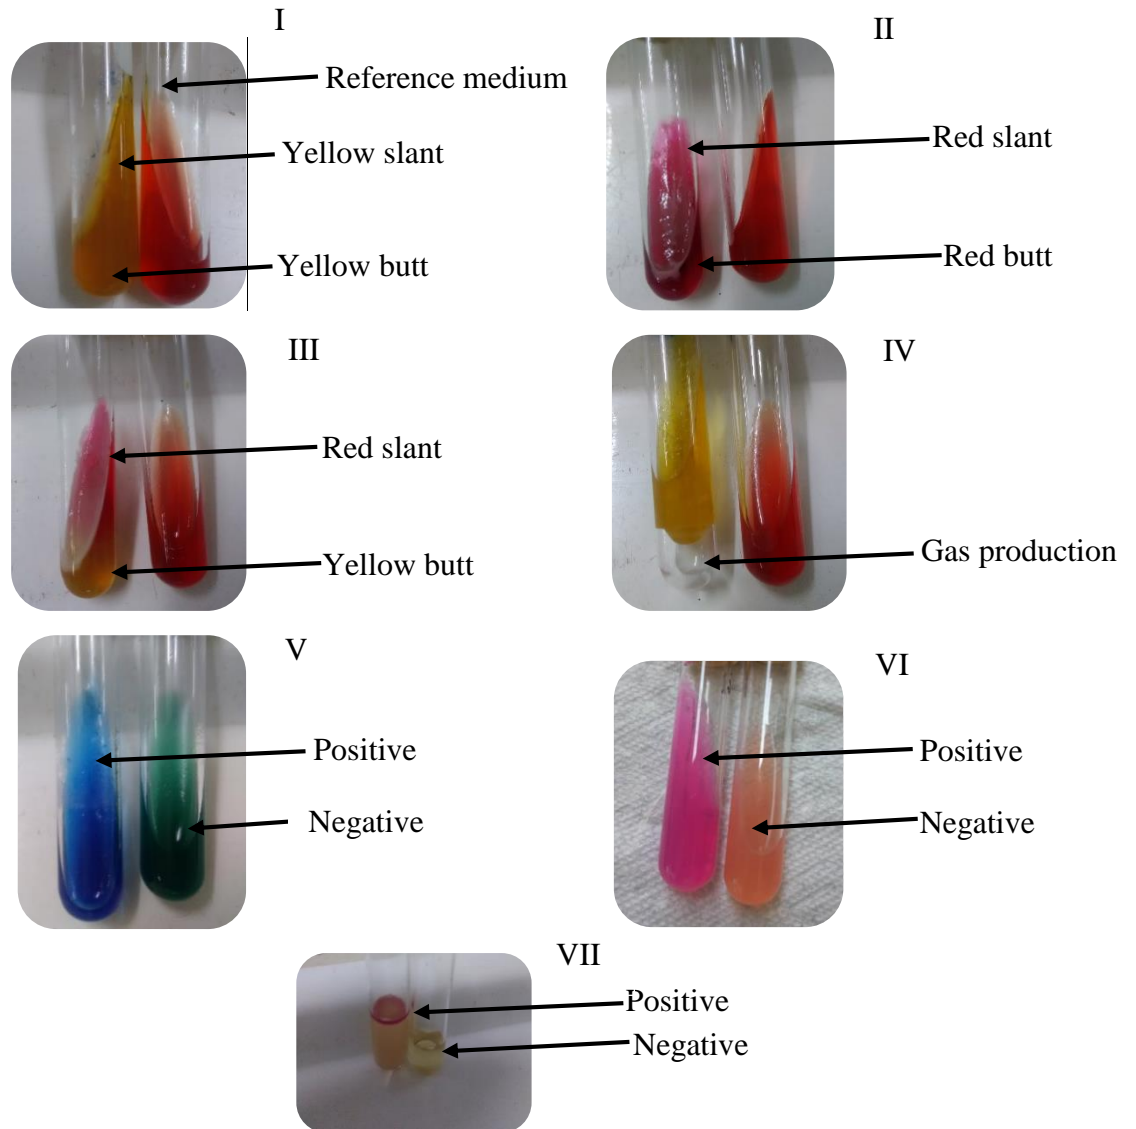 I
Reference medium
Yellow slant
Yellow butt
II
Red slant
Red butt
III
Red slant
Yellow butt
IV
Gas production
V
Positive
Negative
VI
Positive
Negative
VII
Positive
Negative